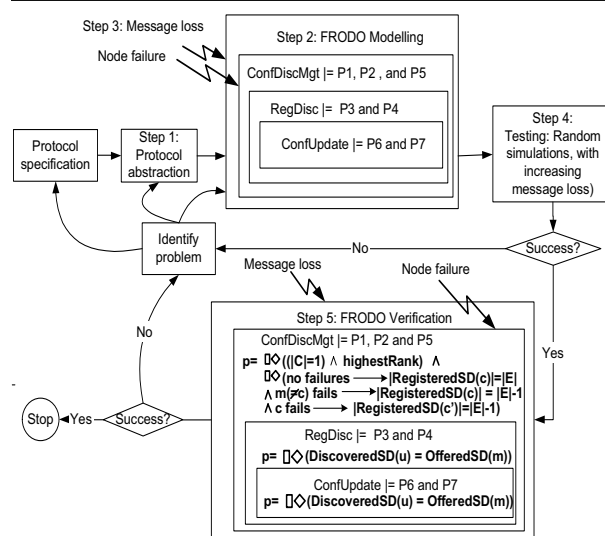 Step 3: Message loss
Node failure
Step 2: FRODO Modelling
ConfDiscMgt |= P1, P2 , and P5
RegDisc |= P3 and P4
ConfUpdate |= P6 and P7
Protocol
specification
Step 1:
Protocol
abstraction
Step 4:
Testing: Random
simulations, with
increasing
message loss)
Identify
problem
No
Success?
Message loss
Node failure
Yes
No
Step 5: FRODO Verification
ConfDiscMgt |= P1, P2 and P5
p= ▯◇((|C|=1) ∧ highestRank) ∧
▯◇(no failures ⟶|RegisteredSD(c)|=|E|
∧ m(≠c) fails ⟶|RegisteredSD(c)| = |E|-1
∧ c fails⟶ |RegisteredSD(c')|=|E|-1)
RegDisc |= P3 and P4
p= ▯◇(DiscoveredSD(u) = OfferedSD(m))
ConfUpdate |= P6 and P7
p= ▯◇(DiscoveredSD(u) = OfferedSD(m))
Stop
Yes
Success?